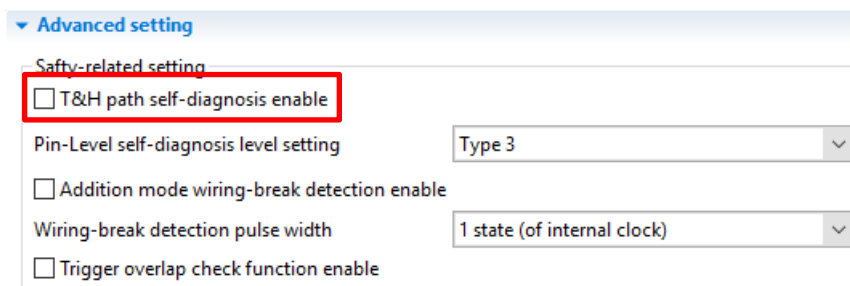 Advanced setting
Safty-related setting
T&H path self-diagnosis enable
Pin-Level self-diagnosis level setting Type 3
Addition mode wiring-break detection enable
Wiring-break detection pulse width 1 state (of internal clock)
Trigger overlap check function enable